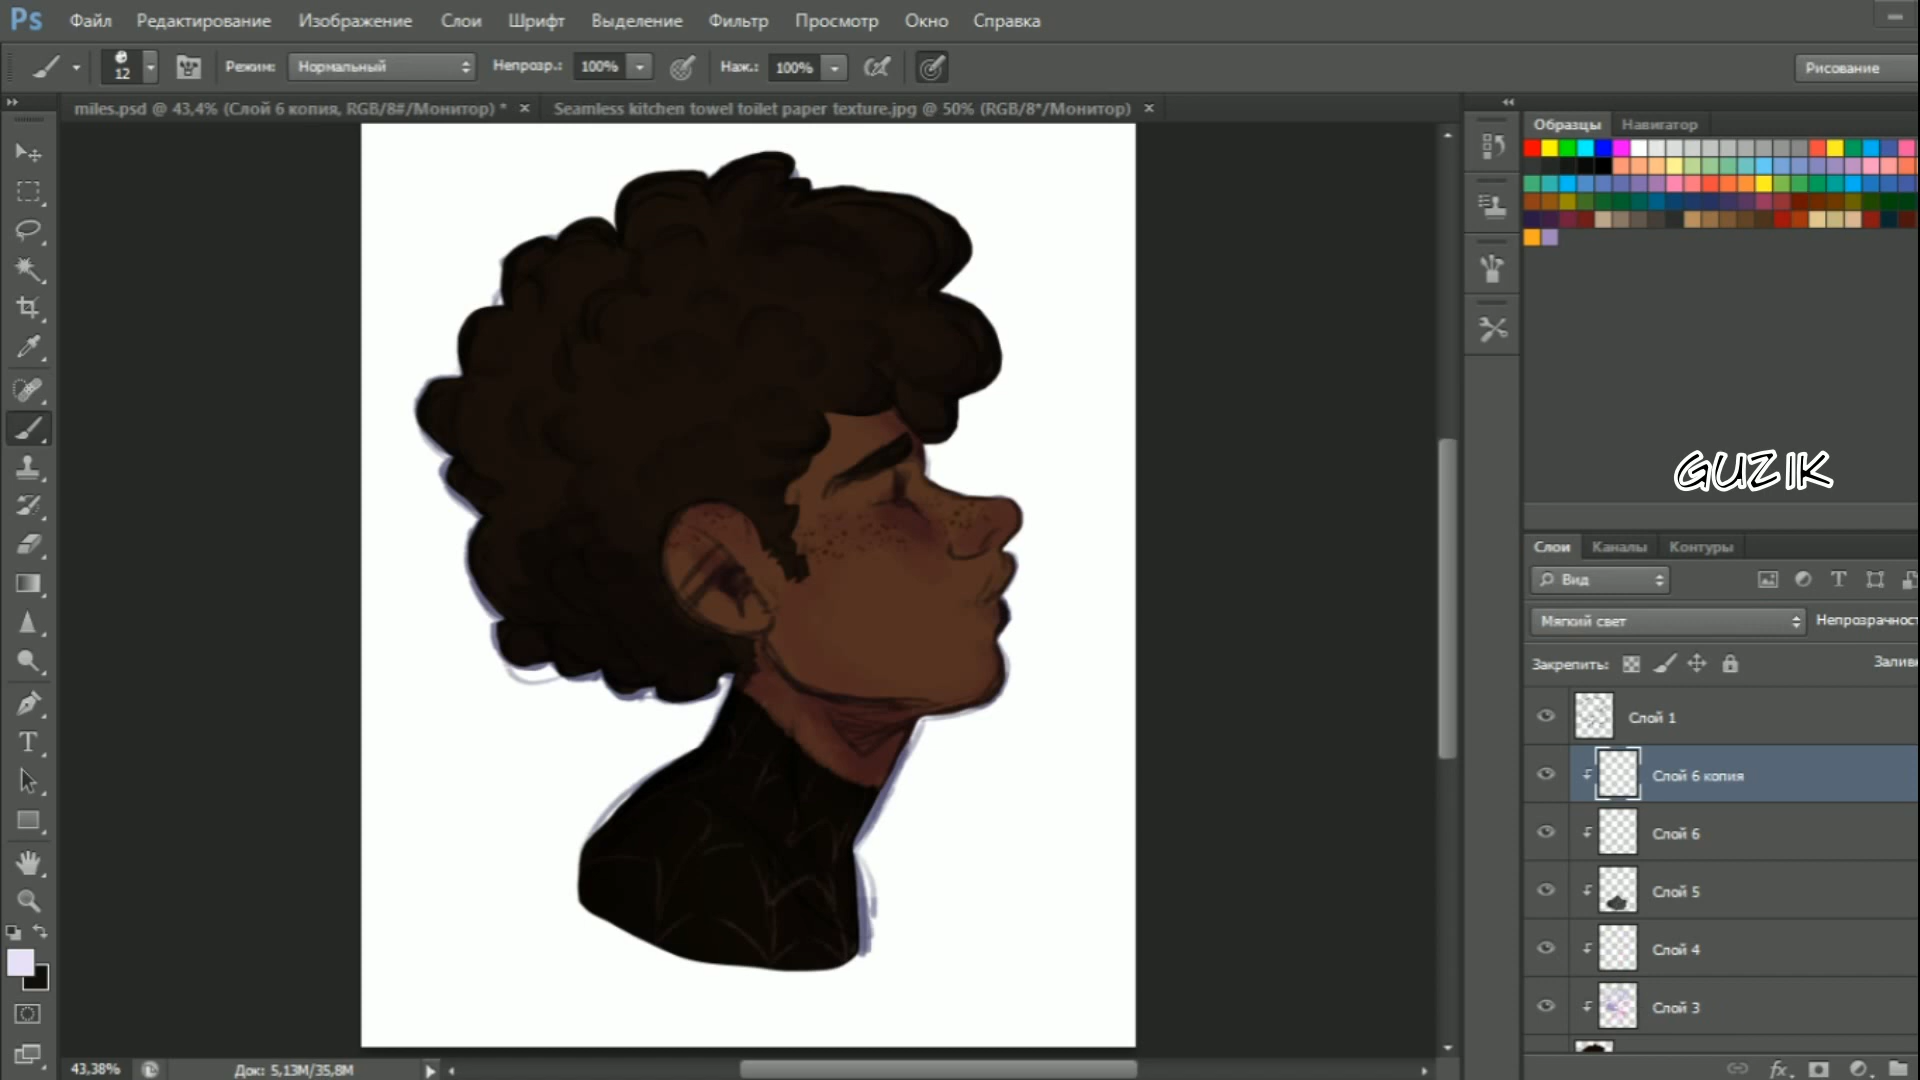 Ps Файл Редактирование Изображение Слои Шрифт Выделение Фильтр Просмотр Окно Справка
12 Режим: Нормальный Непрозр.: 100% Наж.: 100% Рисование
miles.psd @ 43,4% (Слой 6 копия, RGB/8#/Монитор) * × Seamless kitchen towel toilet paper texture.jpg @ 50% (RGB/8*/Монитор) ×
Образцы Навигатор
GUZIK
Слои Каналы Контуры
Вид
Мягкий свет Непрозрачност
Закрепить: Заливк
Слой 1
Слой 6 копия
Слой 6
Слой 5
Слой 4
Слой 3
43,38% Док: 5,13M/35,8M
fx